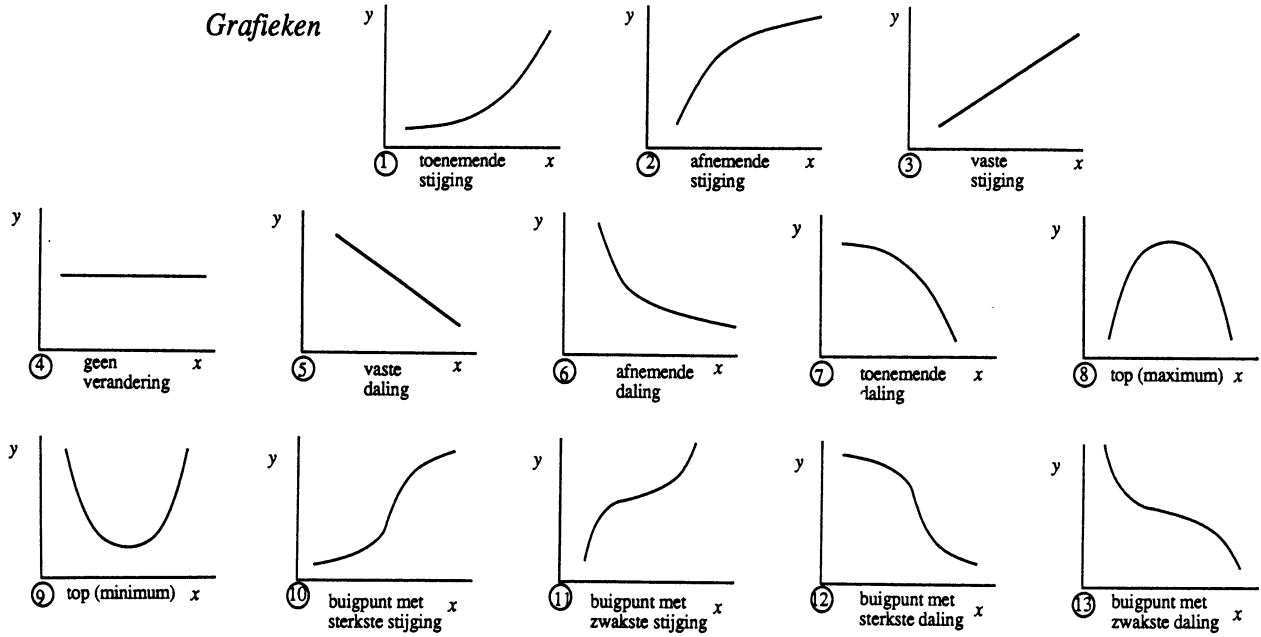 Grafieken
y
y
y
① toenemende x
stijging
② afnemende x
stijging
③ vaste x
stijging
y
y
y
y
y
④ geen x
verandering
⑤ vaste x
daling
⑥ afnemende x
daling
⑦ toenemende x
daling
⑧ top (maximum) x
y
y
y
y
y
⑨ top (minimum) x
⑩ buigpunt met x
sterkste stijging
⑪ buigpunt met x
zwakste stijging
⑫ buigpunt met x
sterkste daling
⑬ buigpunt met x
zwakste daling